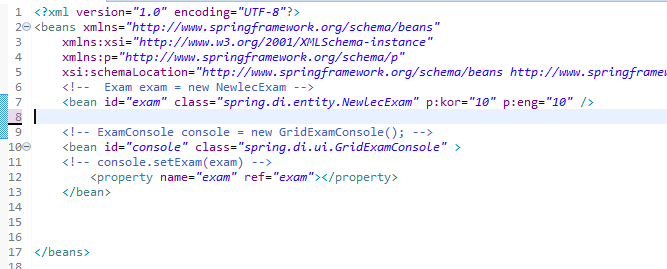 1 <?xml version="1.0" encoding="UTF-8"?>
2 <beans xmlns="http://www.springframework.org/schema/beans"
3 xmlns:xsi="http://www.w3.org/2001/XMLSchema-instance"
4 xmlns:p="http://www.springframework.org/schema/p"
5 xsi:schemaLocation="http://www.springframework.org/schema/beans http://www.springframew
6 <!-- Exam exam = new NewlecExam -->
7 <bean id="exam" class="spring.di.entity.NewlecExam" p:kor="10" p:eng="10" />
8
9 <!-- ExamConsole console = new GridExamConsole(); -->
10 <bean id="console" class="spring.di.ui.GridExamConsole" >
11 <!-- console.setExam(exam) -->
12 <property name="exam" ref="exam"></property>
13 </bean>
14
15
16
17 </beans>
18